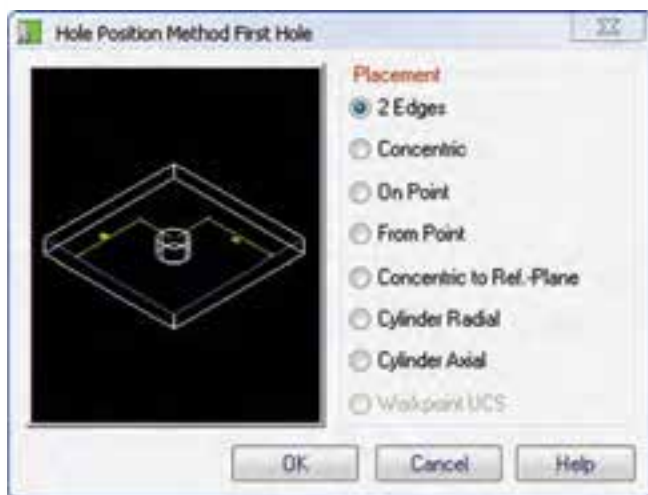 Hole Position Method First Hole
Placement
2 Edges
Concentric
On Point
From Point
Concentric to Ref.-Plane
Cylinder Radial
Cylinder Axial
Workpoint UCS
OK
Cancel
Help